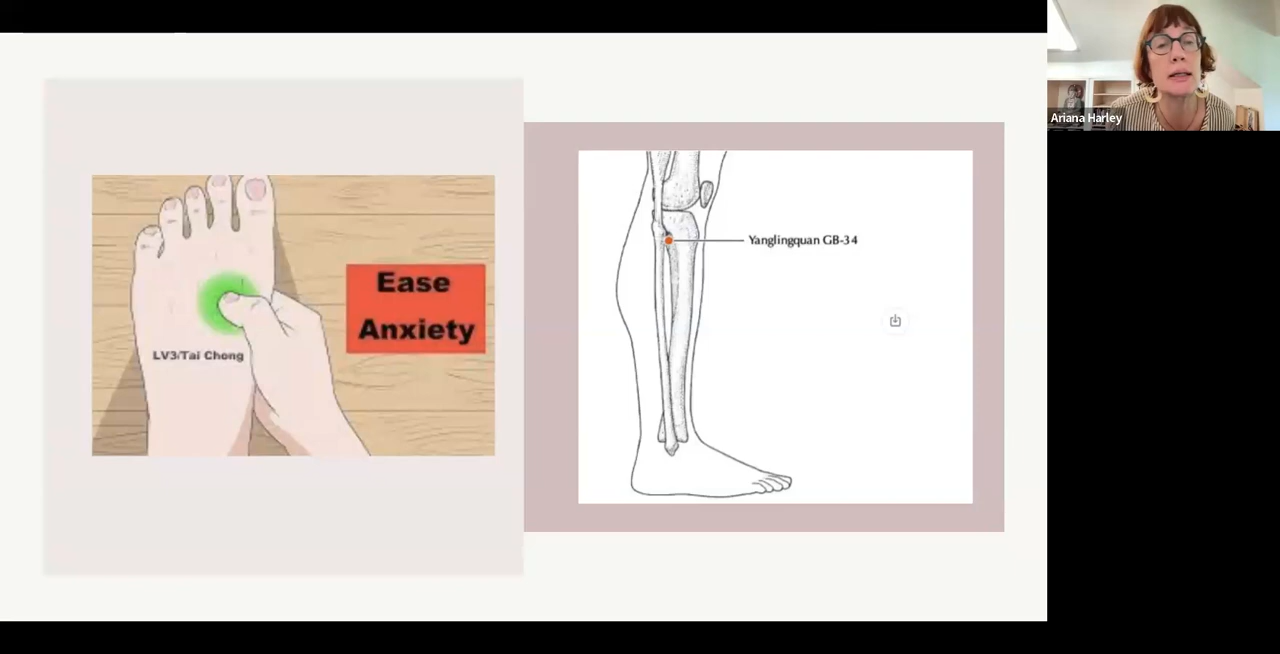 Ease
Anxiety
LV3/Tai Chong
Yanglingquan GB-34
Ariana Harley